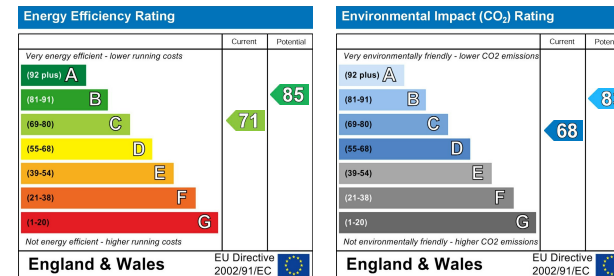 Energy Efficiency Rating
Current Potential
Very energy efficient - lower running costs
(92 plus) A
(81-91) B
85
(69-80) C
71
(55-68) D
(39-54) E
(21-38) F
(1-20) G
Not energy efficient - higher running costs
England & Wales
EU Directive
2002/91/EC
Environmental Impact (CO₂) Rating
Current Poten
Very environmentally friendly - lower CO2 emissions
(92 plus) A
(81-91) B
8
(69-80) C
68
(55-68) D
(39-54) E
(21-38) F
(1-20) G
Not environmentally friendly - higher CO2 emissions
England & Wales
EU Directive
2002/91/EC